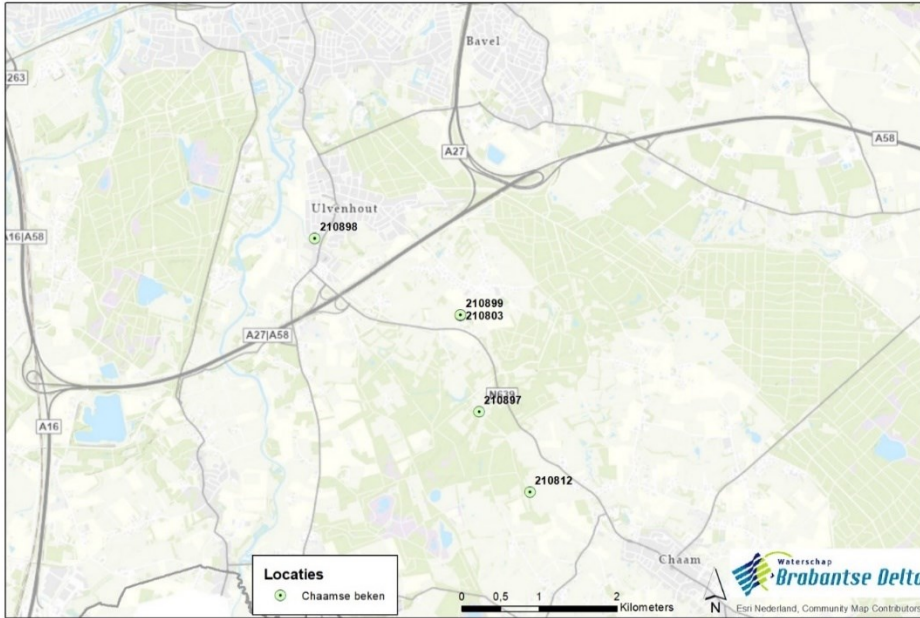 Bavel
A263
A58
A27
Ulvenhout
210898
A16|A58
210899
210803
A27|A58
N639
210897
A16
210812
Chaam
Locaties
Chaamse beken
0 0,5 1 2
Kilometers
N
Waterschap
Brabantse Delta
Esri Nederland, Community Map Contributors